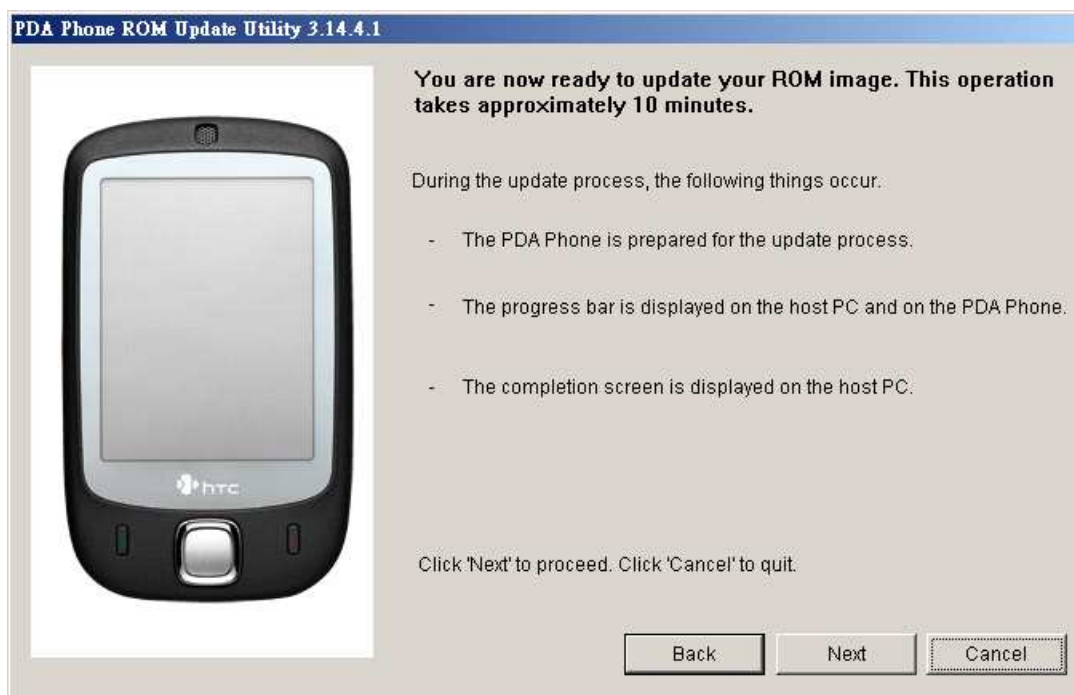 PDA Phone ROM Update Utility 3.14.4.1
You are now ready to update your ROM image. This operation
takes approximately 10 minutes.
During the update process, the following things occur.
- The PDA Phone is prepared for the update process.
- The progress bar is displayed on the host PC and on the PDA Phone.
- The completion screen is displayed on the host PC.
hTC
Click 'Next' to proceed. Click 'Cancel' to quit.
Back
Next
Cancel